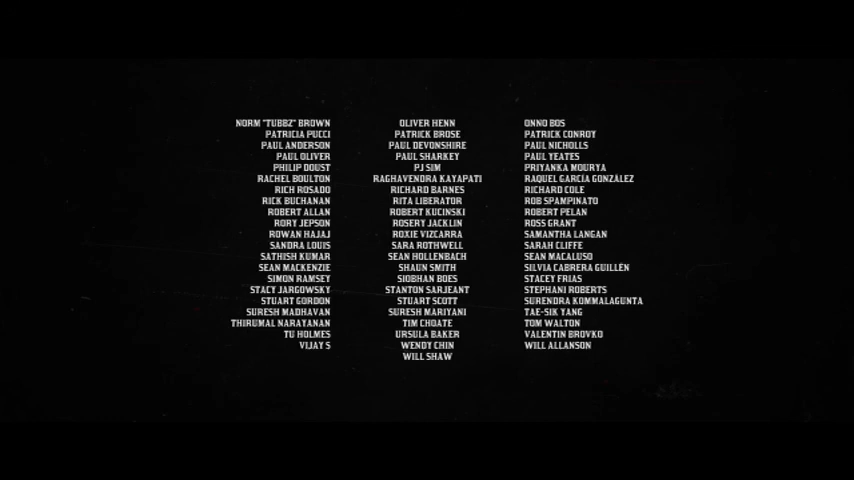 NORM "TUBBZ" BROWN OLIVER HENN ONNO BOS
PATRICIA PUCCI PATRICK BROSE PATRICK CONROY
PAUL ANDERSON PAUL DEVONSHIRE PAUL NICHOLLS
PAUL OLIVER PAUL SHARKEY PAUL YEATES
PHILIP DOUST PJ SIM PRIYANKA MOURYA
RACHEL BOULTON RAGHAVENDRA KAYAPATI RAQUEL GARCIA GONZÁLEZ
RICH ROSADO RICHARD BARNES RICHARD COLE
RICK BUCHANAN RITA LIBERATOR ROB SPAMPINATO
ROBERT ALLAN ROBERT KUCINSKI ROBERT PELAN
RORY JEPSON ROSERY JACKLIN ROSS GRANT
ROWAN HAJAJ ROXIE VIZCARRA SAMANTHA LANGAN
SANDRA LOUIS SARA ROTHWELL SARAH CLIFFE
SATHISH KUMAR SEAN HOLLENBACH SEAN MACALUSO
SEAN MACKENZIE SHAUN SMITH SILVIA CABRERA GUILLÉN
SIMON RAMSEY SIOBHAN BOES STACEY FRIAS
STACY JARGOWSKY STANTON SARJEANT STEPHANI ROBERTS
STUART GORDON STUART SCOTT SURENDRA KOMMALAGUNTA
SURESH MADHAVAN SURESH MARIYANI TAE-SIK YANG
THIRUMAL NARAYANAN TIM CHOATE TOM WALTON
TU HOLMES URSULA BAKER VALENTIN BROVKO
VIJAY S WENDY CHIN WILL ALLANSON
WILL SHAW